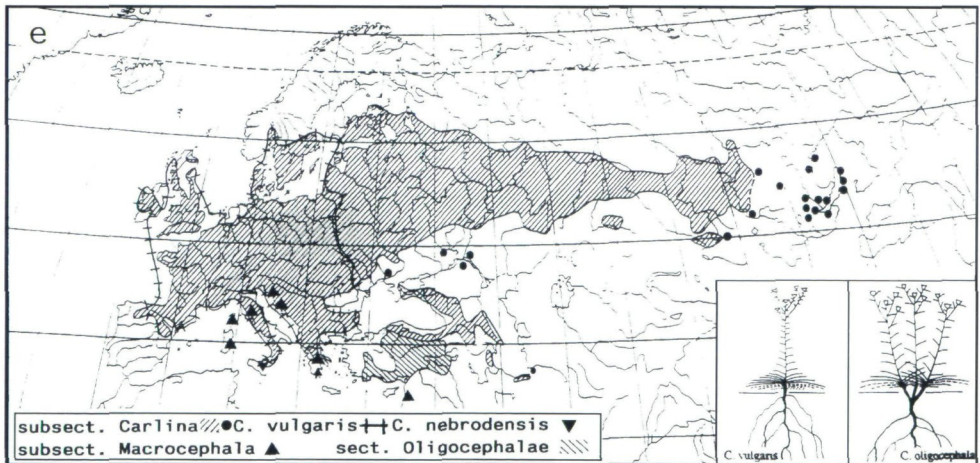 e
subsect. Carlina C. vulgaris C. nebrodensis
subsect. Macrocephala sect. Oligocephalae
C. vulgaris
C. oligocephala